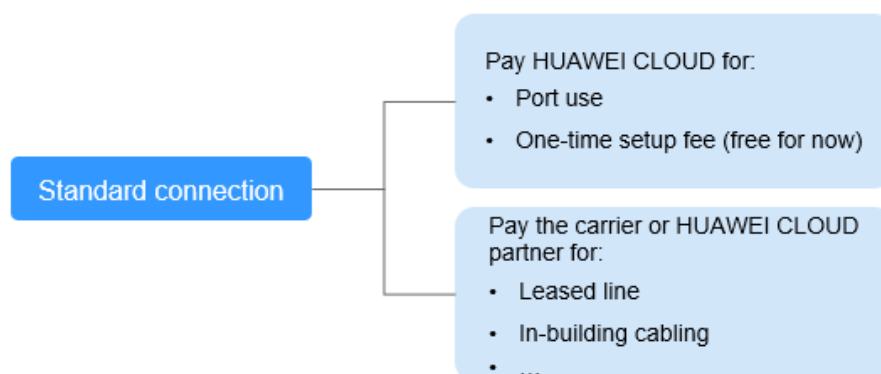 Standard connection
Pay HUAWEI CLOUD for:
• Port use
• One-time setup fee (free for now)
Pay the carrier or HUAWEI CLOUD
partner for:
• Leased line
• In-building cabling
• ...